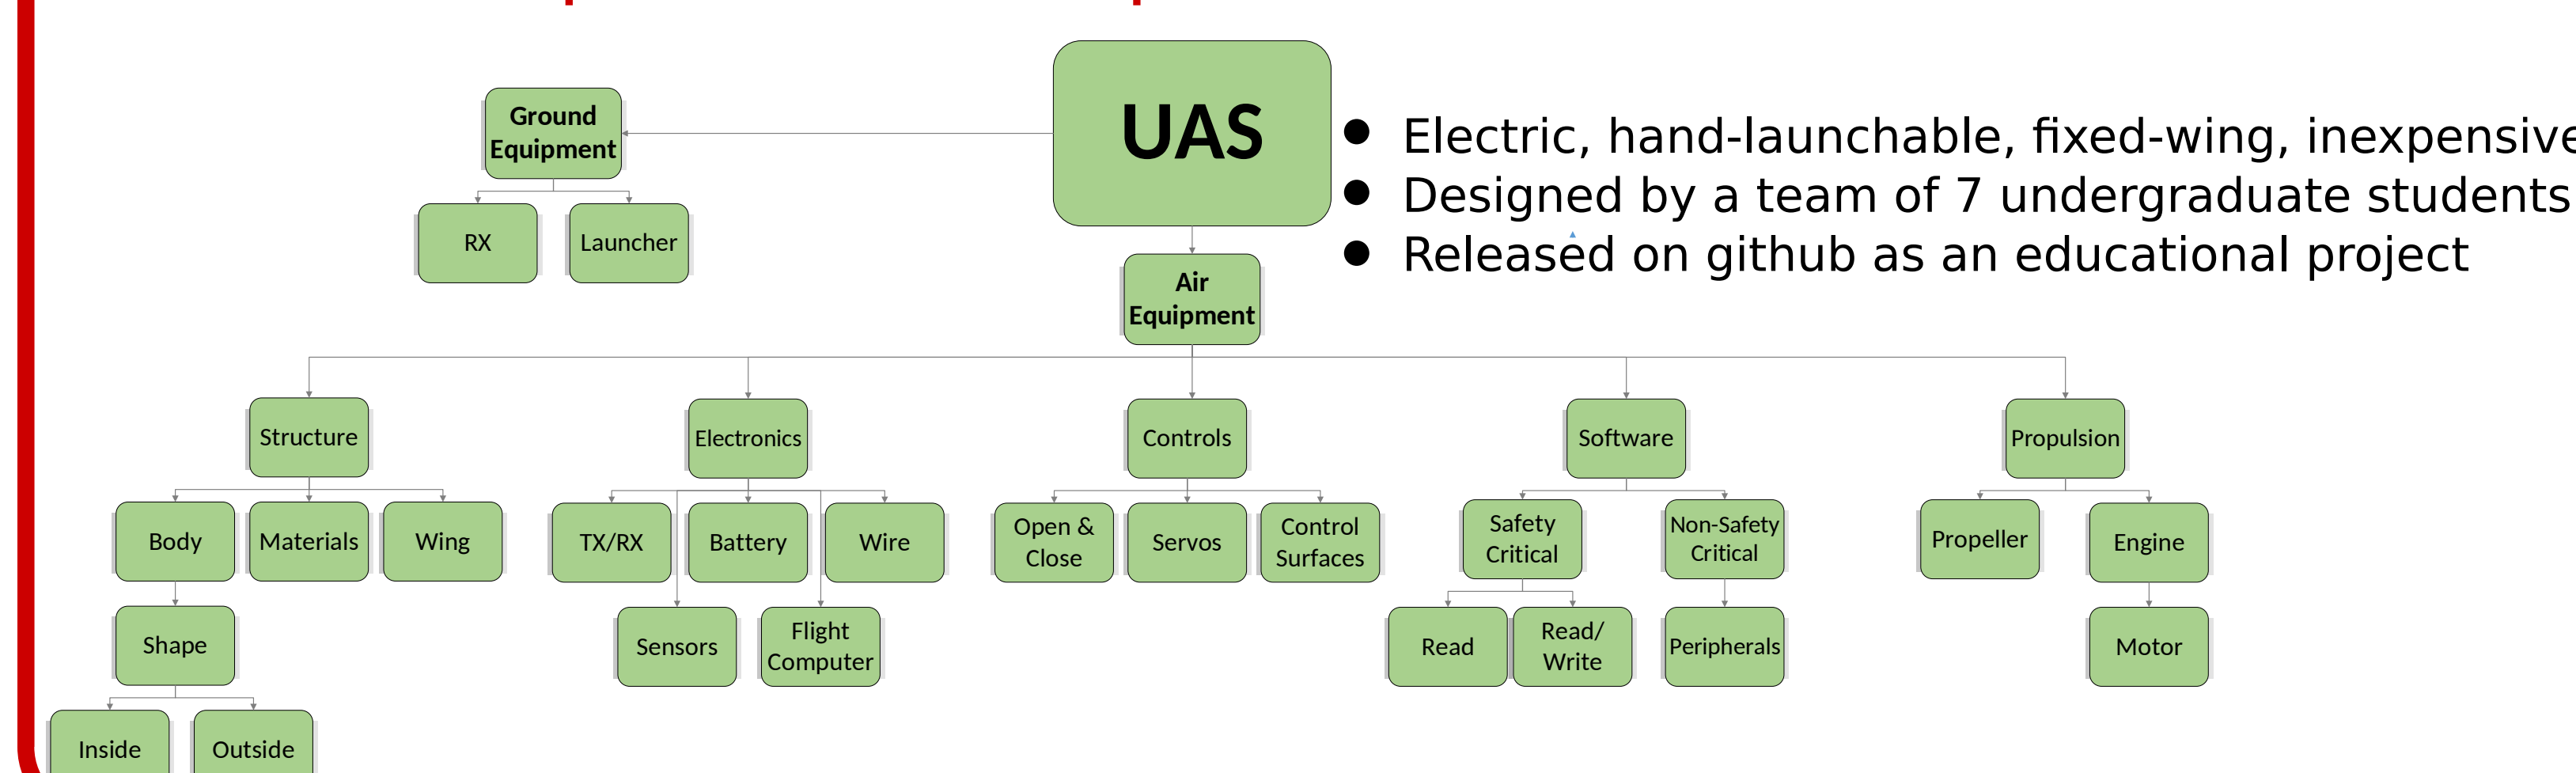 UAS
Ground
Equipment
● Electric, hand-launchable, fixed-wing, inexpensive
● Designed by a team of 7 undergraduate students
● Released on github as an educational project
RX
Launcher
Air
Equipment
Structure
Electronics
Controls
Software
Propulsion
Body
Materials
Wing
TX/RX
Battery
Wire
Open &
Close
Servos
Control
Surfaces
Safety
Critical
Non-Safety
Critical
Propeller
Engine
Shape
Sensors
Flight
Computer
Read
Read/
Write
Peripherals
Motor
Inside
Outside